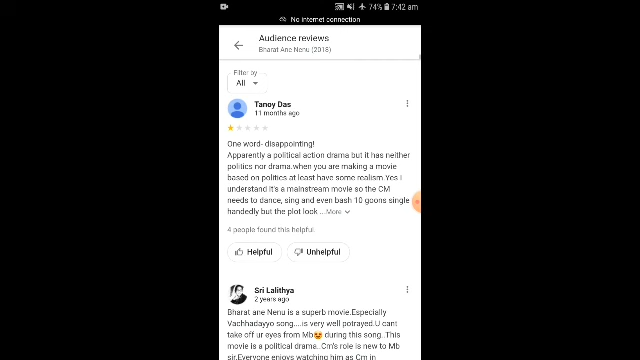 74% 7:42 am
No internet connection
Audience reviews
Bharat Ane Nenu (2018)
Filter by
All
Tanoy Das
11 months ago
One word- disappointing!
Apparently a political action drama but it has neither
politics nor drama.when you are making a movie
based on politics at least have some realism.Yes I
understand it's a mainstream movie so the CM
needs to dance, sing and even bash 10 goons single
handedly but the plot look ...More
4 people found this helpful.
Helpful Unhelpful
Sri Lalithya
2 years ago
Bharat ane Nenu is a superb movie.Especially
Vachhadayyo song....is very well potrayed.U cant
take off ur eyes from Mb😍 during this song..This
movie is a political drama..Cm's role is new to Mb
sir.Everyone enjoys watching him as Cm in